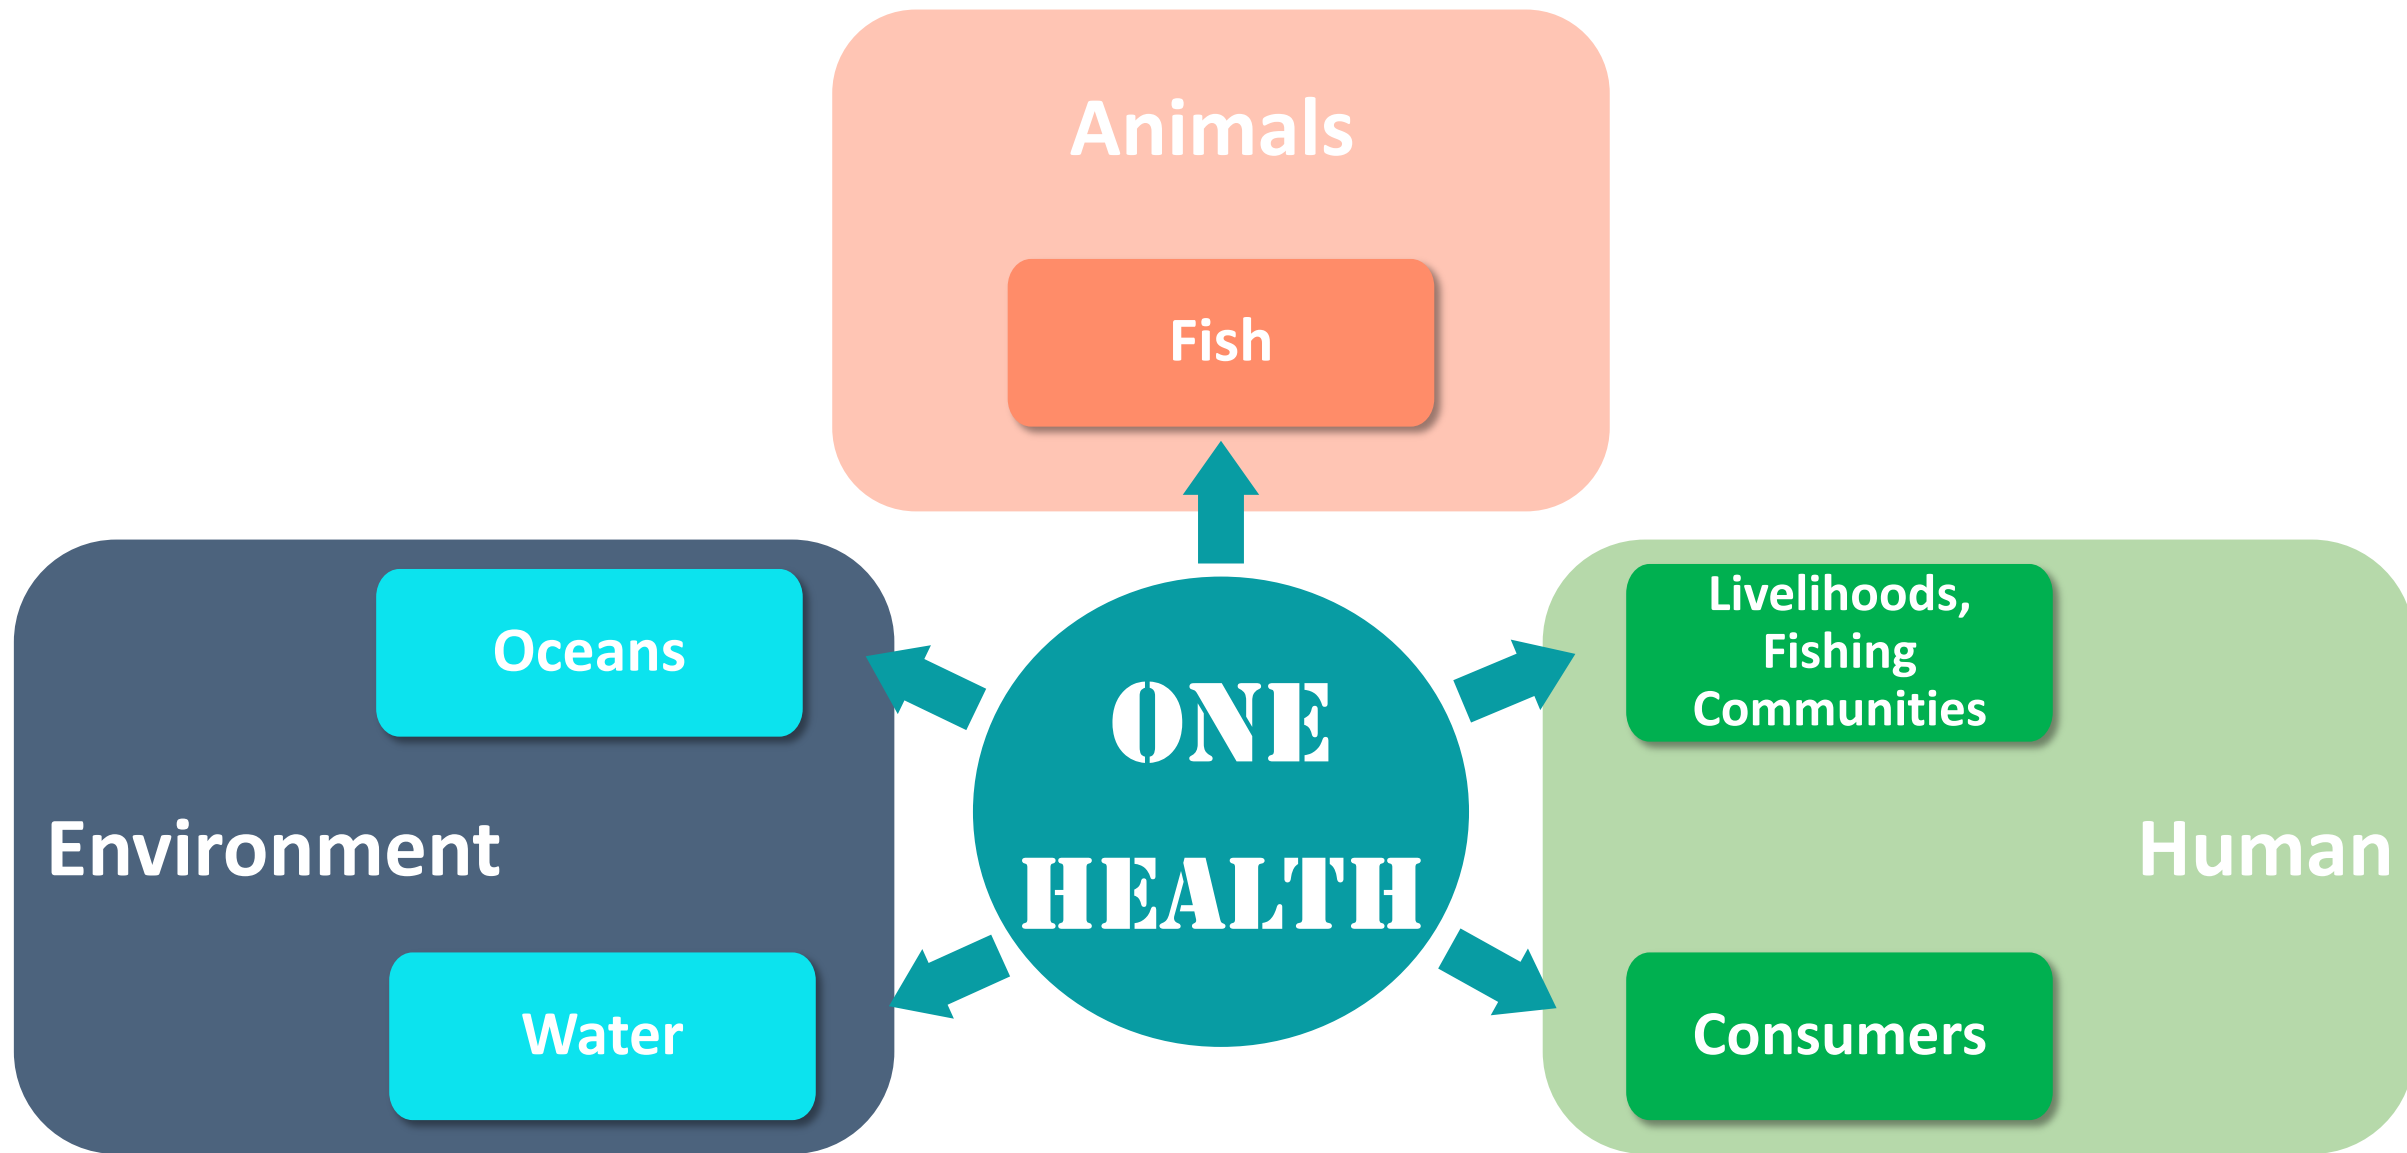 Animals
Fish
Oceans
Environment
Water
ONE
HEALTH
Livelihoods,
Fishing
Communities
Human
Consumers